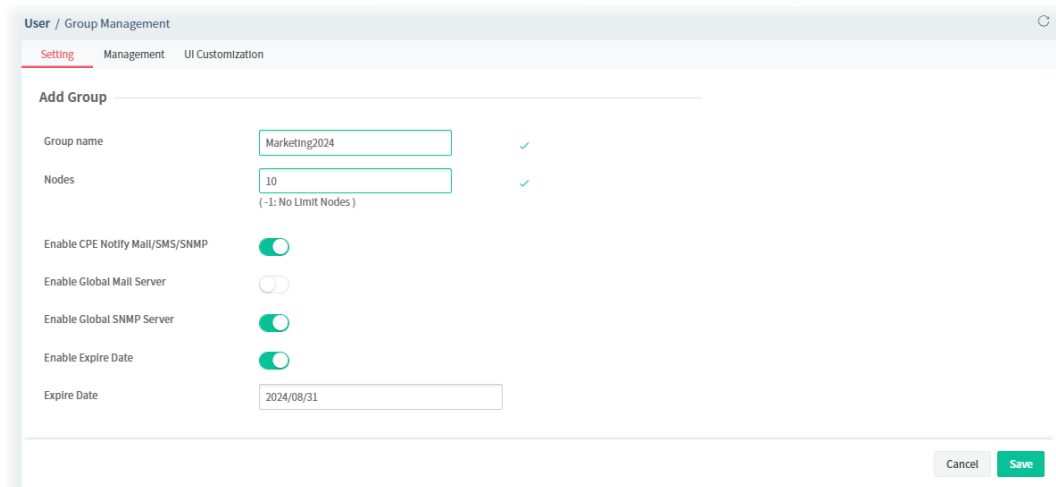 User / Group Management
Setting Management UI Customization
Add Group
Group name Marketing2024
Nodes 10
( -1: No Limit Nodes )
Enable CPE Notify Mail/SMS/SNMP
Enable Global Mail Server
Enable Global SNMP Server
Enable Expire Date
Expire Date 2024/08/31
Cancel Save